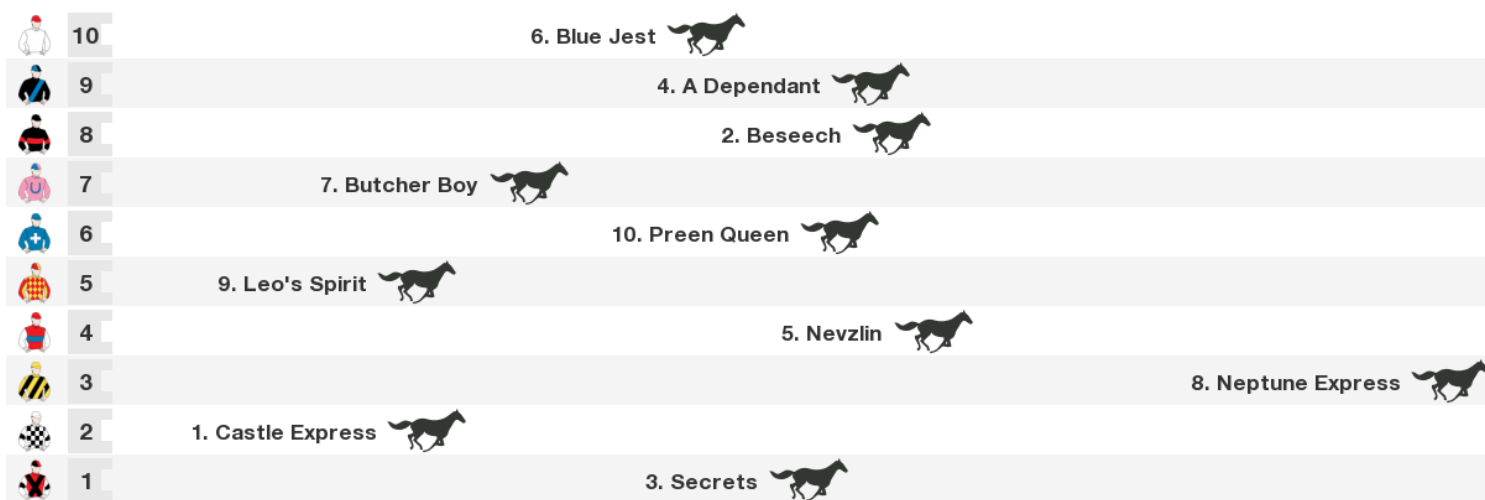 10 6. Blue Jest
9 4. A Dependant
8 2. Beseech
7 7. Butcher Boy
6 10. Preen Queen
5 9. Leo's Spirit
4 5. Nevzlin
3 8. Neptune Express
2 1. Castle Express
1 3. Secrets